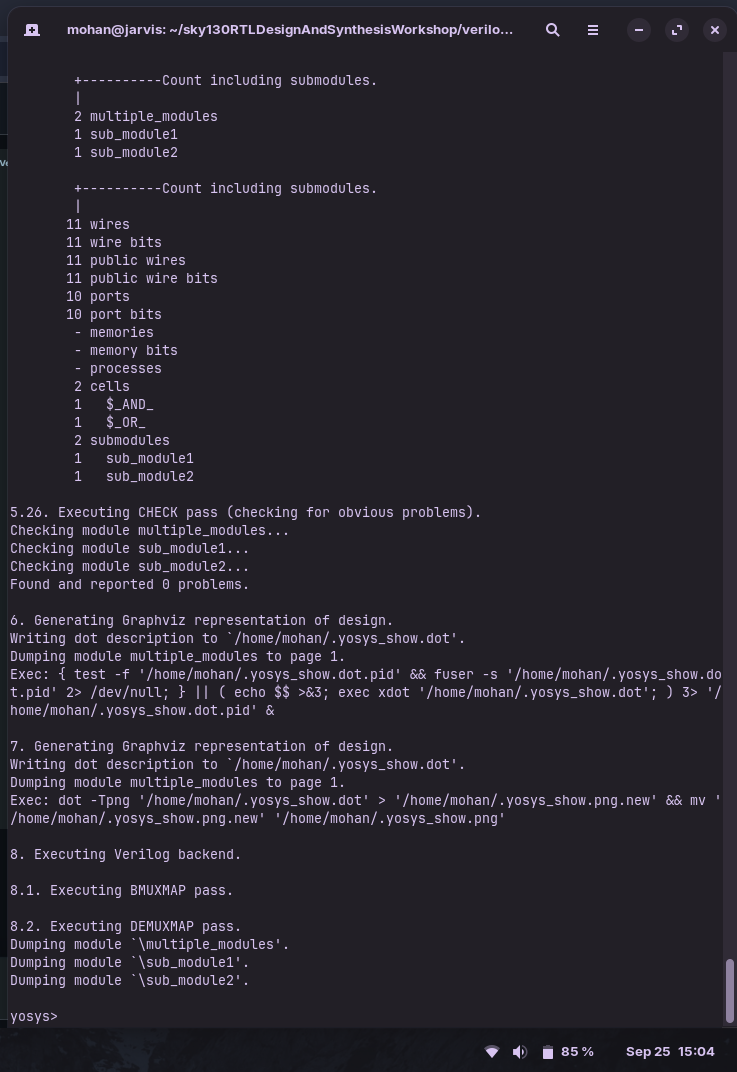 mohan@jarvis: ~/sky130RTLDesignAndSynthesisWorkshop/verilo...
+----------Count including submodules.
|
2 multiple_modules
1 sub_module1
1 sub_module2
+----------Count including submodules.
|
11 wires
11 wire bits
11 public wires
11 public wire bits
10 ports
10 port bits
- memories
- memory bits
- processes
2 cells
1   $_AND_
1   $_OR_
2 submodules
1   sub_module1
1   sub_module2
5.26. Executing CHECK pass (checking for obvious problems).
Checking module multiple_modules...
Checking module sub_module1...
Checking module sub_module2...
Found and reported 0 problems.
6. Generating Graphviz representation of design.
Writing dot description to `/home/mohan/.yosys_show.dot'.
Dumping module multiple_modules to page 1.
Exec: { test -f '/home/mohan/.yosys_show.dot.pid' && fuser -s '/home/mohan/.yosys_show.do
t.pid' 2> /dev/null; } || ( echo $$ >&3; exec xdot '/home/mohan/.yosys_show.dot'; ) 3> '/
home/mohan/.yosys_show.dot.pid' &
7. Generating Graphviz representation of design.
Writing dot description to `/home/mohan/.yosys_show.dot'.
Dumping module multiple_modules to page 1.
Exec: dot -Tpng '/home/mohan/.yosys_show.dot' > '/home/mohan/.yosys_show.png.new' && mv '
/home/mohan/.yosys_show.png.new' '/home/mohan/.yosys_show.png'
8. Executing Verilog backend.
8.1. Executing BMUXMAP pass.
8.2. Executing DEMUXMAP pass.
Dumping module `\multiple_modules'.
Dumping module `\sub_module1'.
Dumping module `\sub_module2'.
yosys>
85 % Sep 25 15:04